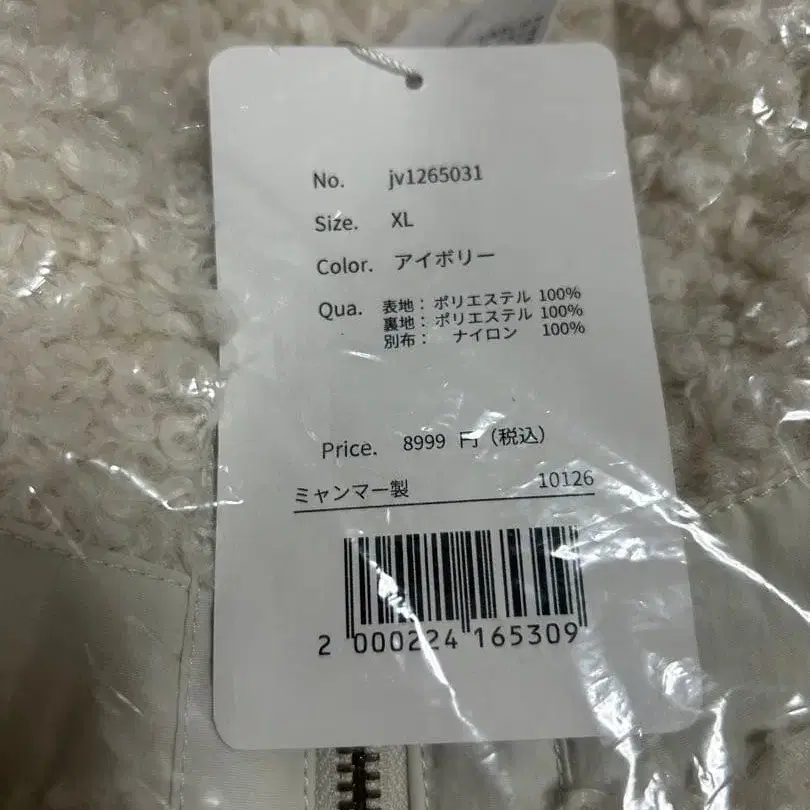 No. jv1265031
Size. XL
Color. アイボリー
Qua. 表地： ポリエステル 100%
裏地： ポリエステル 100%
別布： ナイロン 100%
Price. 8999 円（税込）
ミャンマー製 10126
2 000224 165309